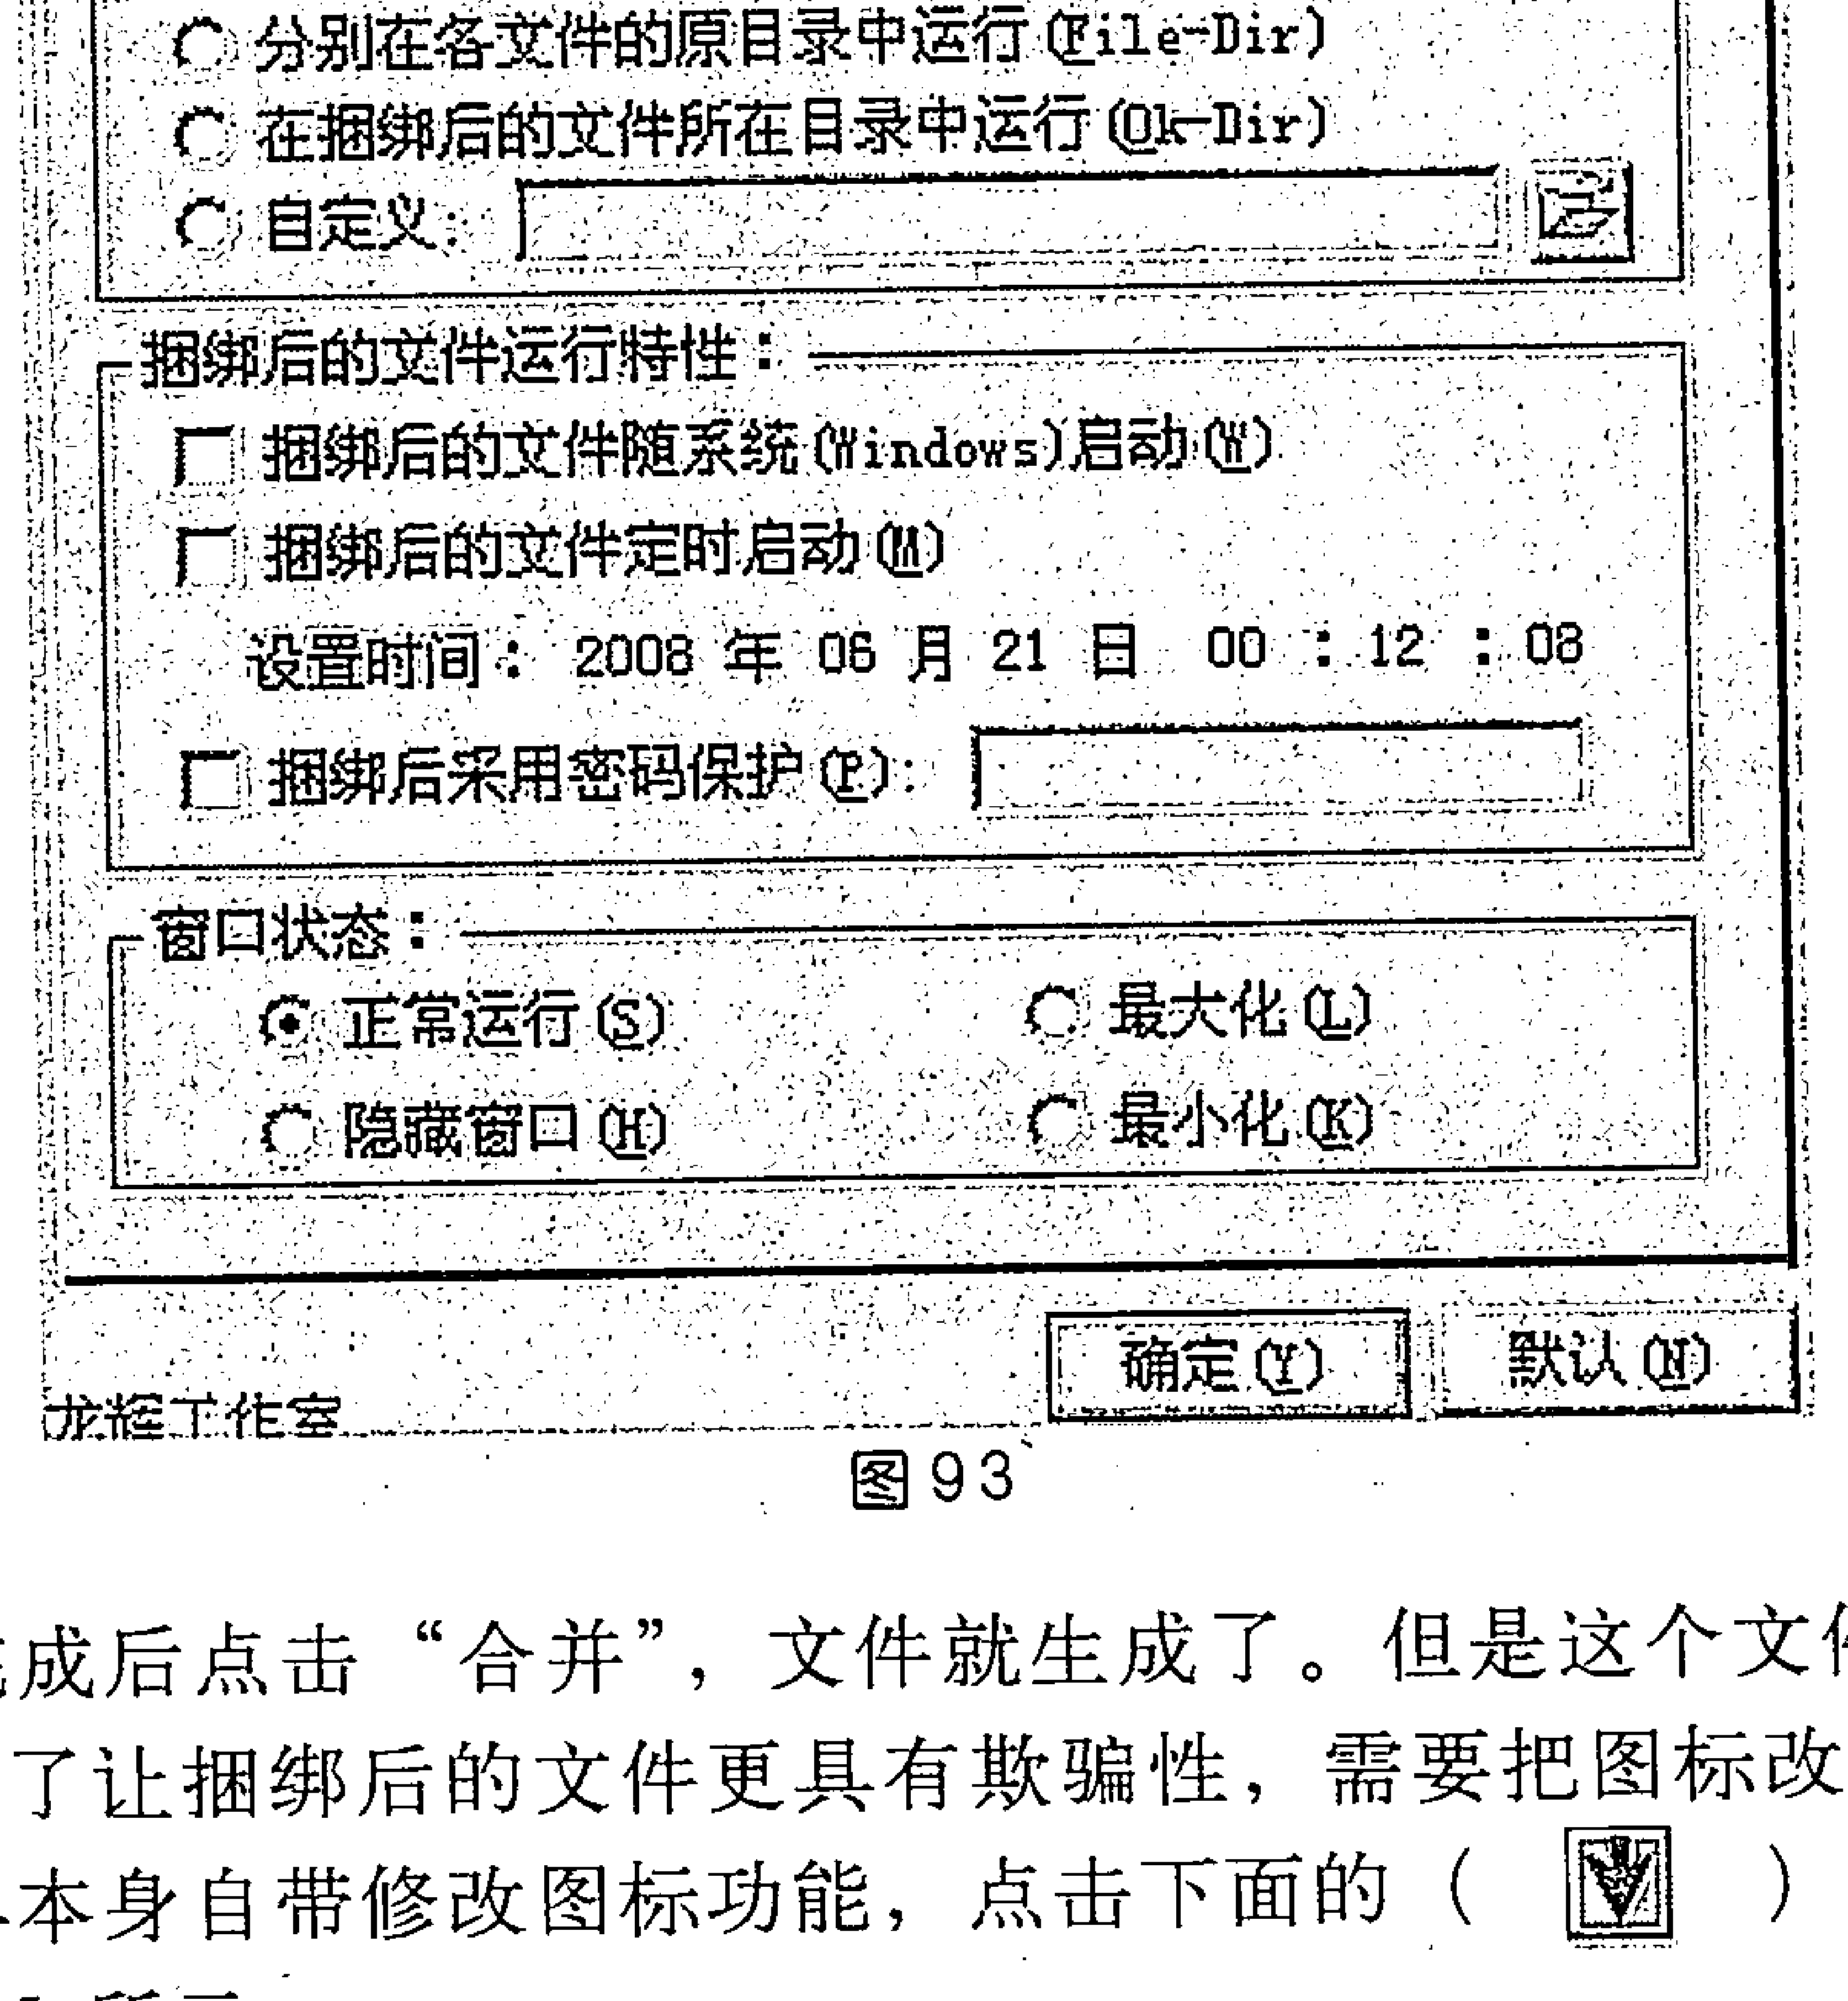 分别在各文件的原目录中运行(File-Dir)
在捆绑后的文件所在目录中运行(Ok-Dir)
自定义:
捆绑后的文件运行特性:
捆绑后的文件随系统(Windows)启动(W)
捆绑后的文件定时启动(M)
设置时间: 2008 年 06 月 21 日 00 : 12 : 08
捆绑后采用密码保护(P):
窗口状态:
正常运行(S) 最大化(L)
隐藏窗口(H) 最小化(K)
确定(Y) 默认(N)
龙辉工作室
图93
成后点击“合并”，文件就生成了。但是这个文件
了让捆绑后的文件更具有欺骗性，需要把图标改
本身自带修改图标功能，点击下面的（ ）